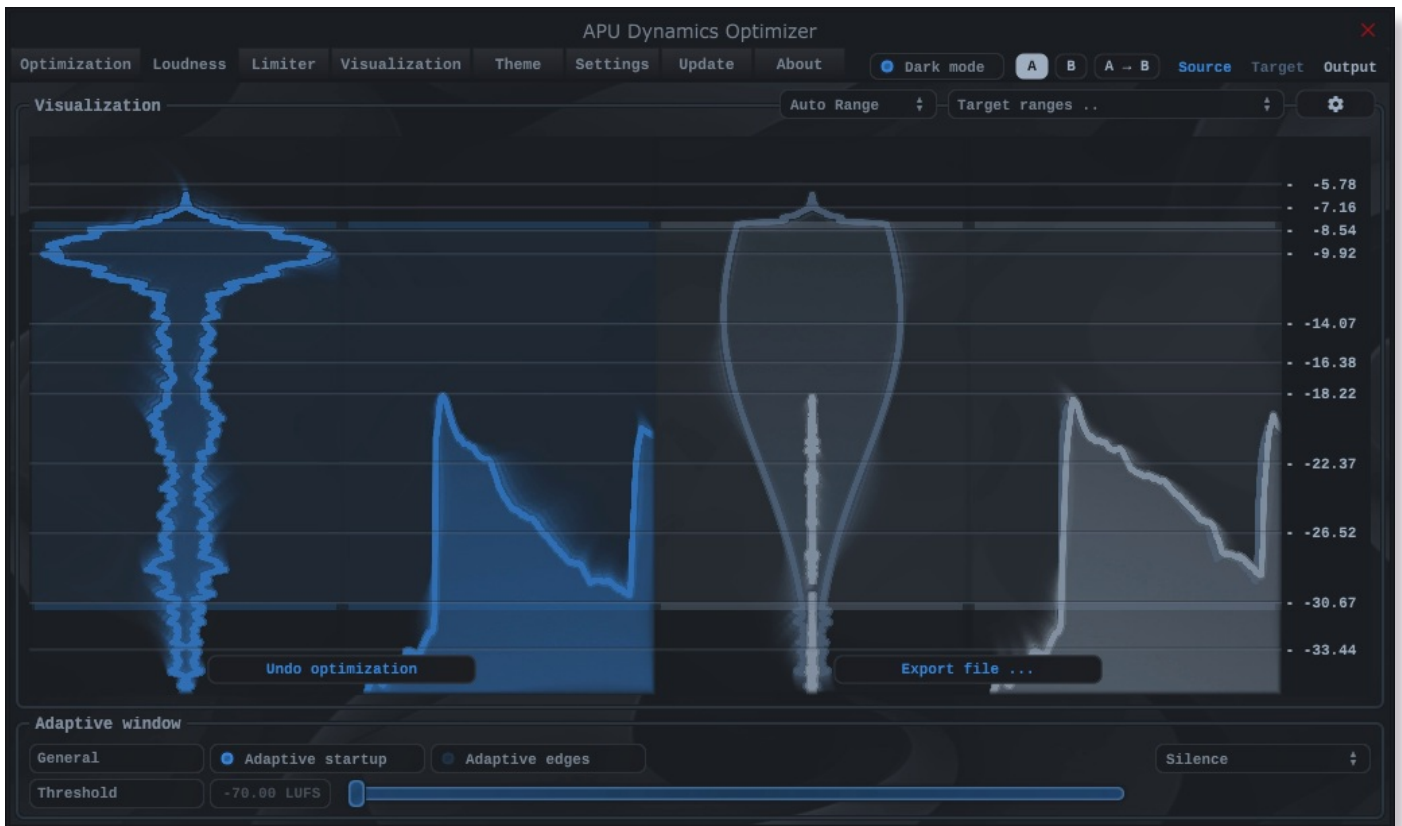 APU Dynamics Optimizer
Optimization Loudness Limiter Visualization Theme Settings Update About Dark mode A B A → B Source Target Output
Visualization Auto Range Target ranges ..
- -5.78
- -7.16
- -8.54
- -9.92
- -14.07
- -16.38
- -18.22
- -22.37
- -26.52
- -30.67
- -33.44
Undo optimization Export file ...
Adaptive window
General Adaptive startup Adaptive edges Silence
Threshold -70.00 LUFS